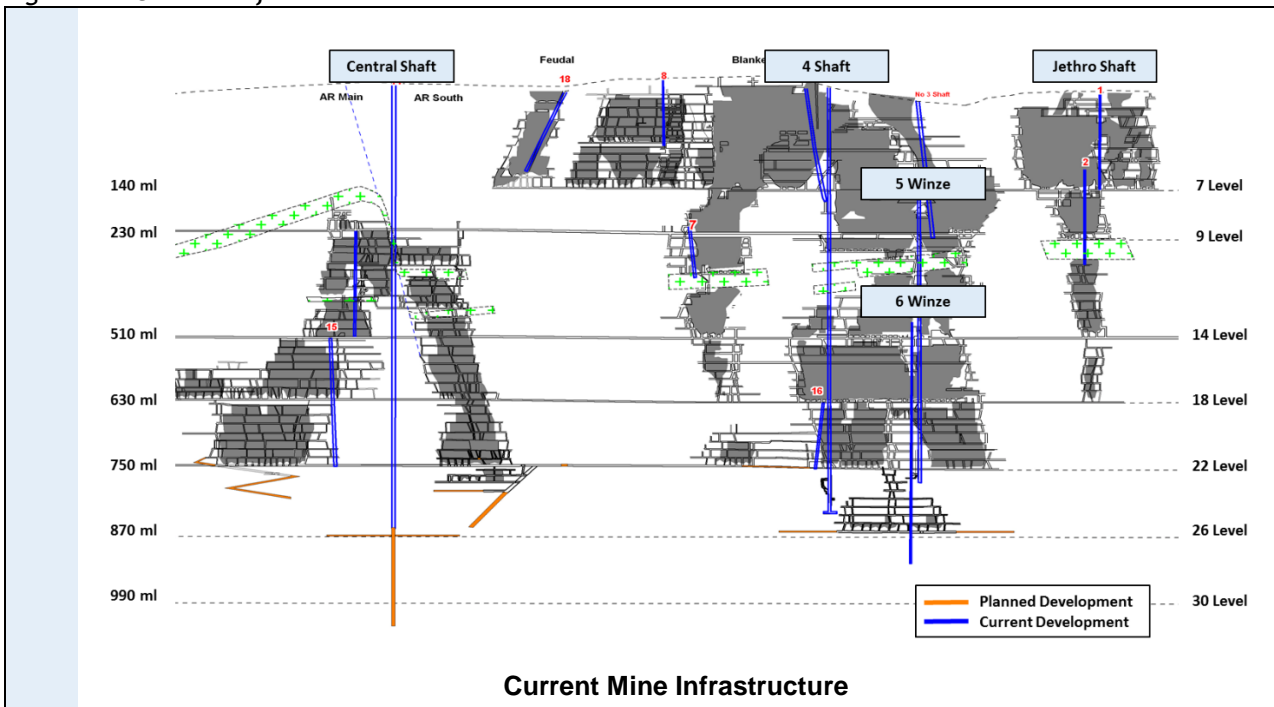 Central Shaft
Feudal
Blanke
4 Shaft
Jethro Shaft
AR Main
AR South
18
8
No 3 Shaft
1
2
140 ml
5 Winze
7 Level
7
230 ml
9 Level
6 Winze
15
510 ml
14 Level
16
630 ml
18 Level
750 ml
22 Level
870 ml
26 Level
990 ml
30 Level
Planned Development
Current Development
Current Mine Infrastructure